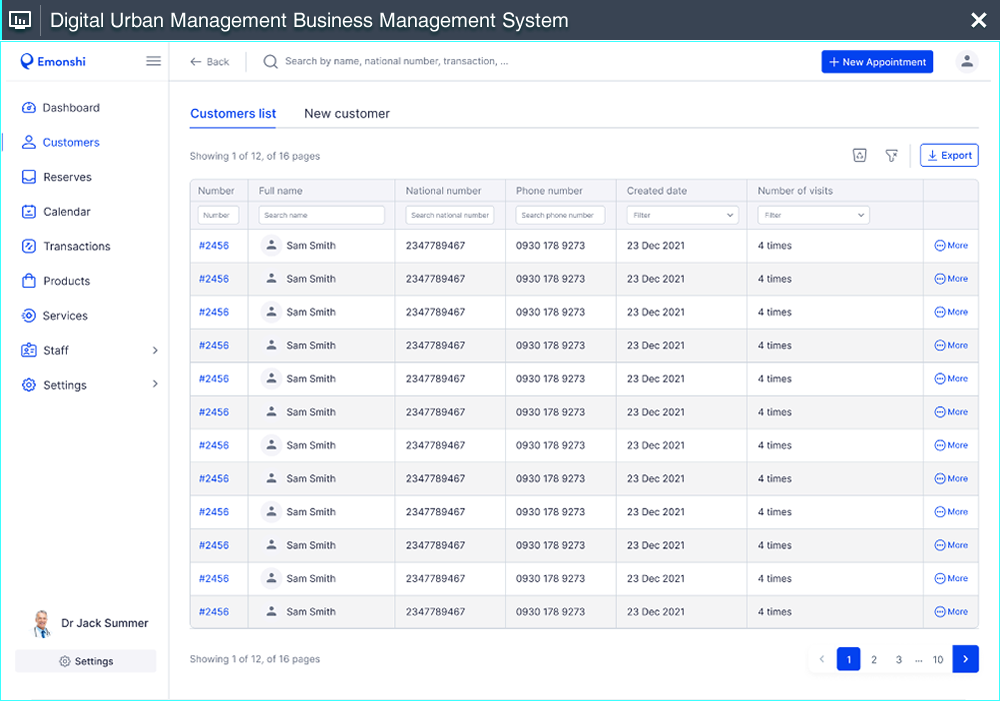 Digital Urban Management Business Management System
Emonshi
Back
Search by name, national number, transaction, ...
New Appointment
Dashboard
Customers
Reserves
Calendar
Transactions
Products
Services
Staff
Settings
Dr Jack Summer
Settings
Customers list New customer
Showing 1 of 12, of 16 pages
Export
Number Full name National number Phone number Created date Number of visits
Number Search name Search national number Search phone number Filter Filter
#2456 Sam Smith 2347789467 0930 178 9273 23 Dec 2021 4 times More
#2456 Sam Smith 2347789467 0930 178 9273 23 Dec 2021 4 times More
#2456 Sam Smith 2347789467 0930 178 9273 23 Dec 2021 4 times More
#2456 Sam Smith 2347789467 0930 178 9273 23 Dec 2021 4 times More
#2456 Sam Smith 2347789467 0930 178 9273 23 Dec 2021 4 times More
#2456 Sam Smith 2347789467 0930 178 9273 23 Dec 2021 4 times More
#2456 Sam Smith 2347789467 0930 178 9273 23 Dec 2021 4 times More
#2456 Sam Smith 2347789467 0930 178 9273 23 Dec 2021 4 times More
#2456 Sam Smith 2347789467 0930 178 9273 23 Dec 2021 4 times More
#2456 Sam Smith 2347789467 0930 178 9273 23 Dec 2021 4 times More
#2456 Sam Smith 2347789467 0930 178 9273 23 Dec 2021 4 times More
#2456 Sam Smith 2347789467 0930 178 9273 23 Dec 2021 4 times More
Showing 1 of 12, of 16 pages
1 2 3 ... 10